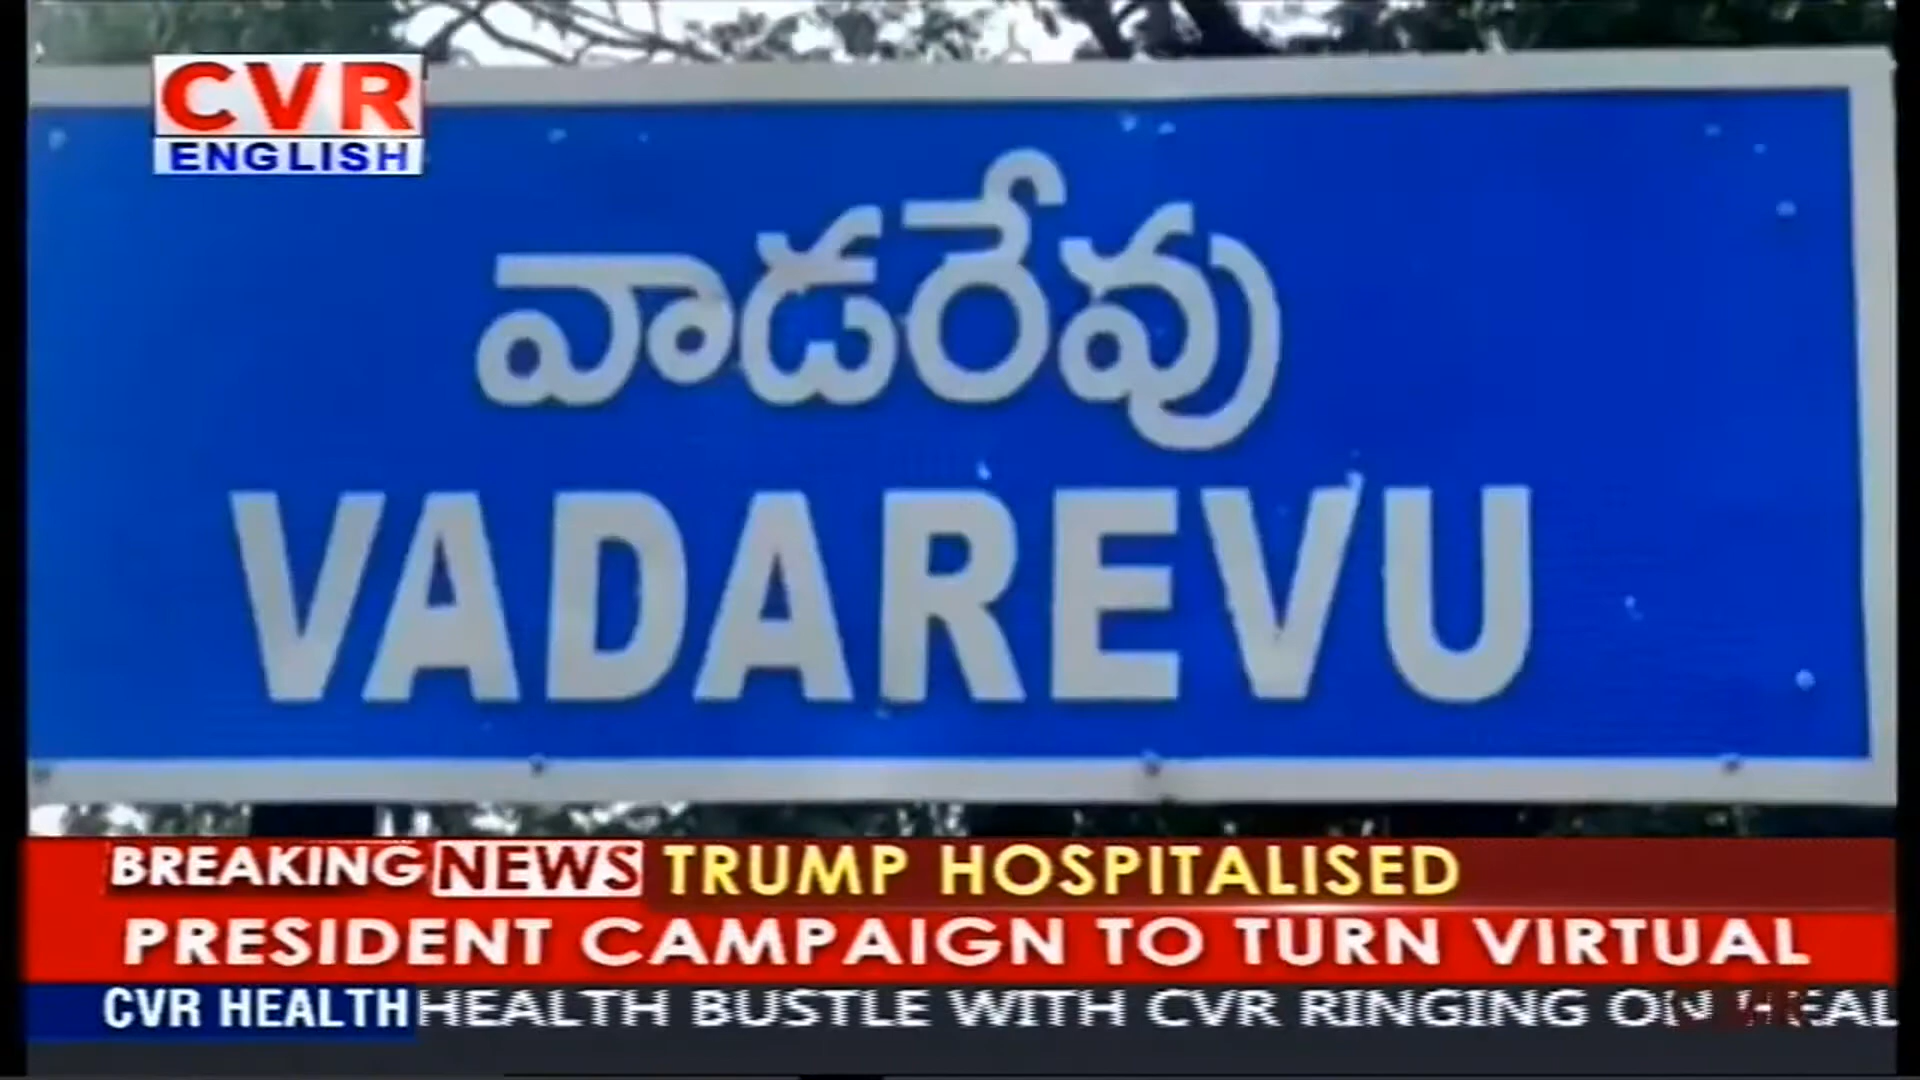 CVR
ENGLISH
వాడరేవు
VADAREVU
BREAKING NEWS TRUMP HOSPITALISED
PRESIDENT CAMPAIGN TO TURN VIRTUAL
CVR HEALTH HEALTH BUSTLE WITH CVR RINGING ON